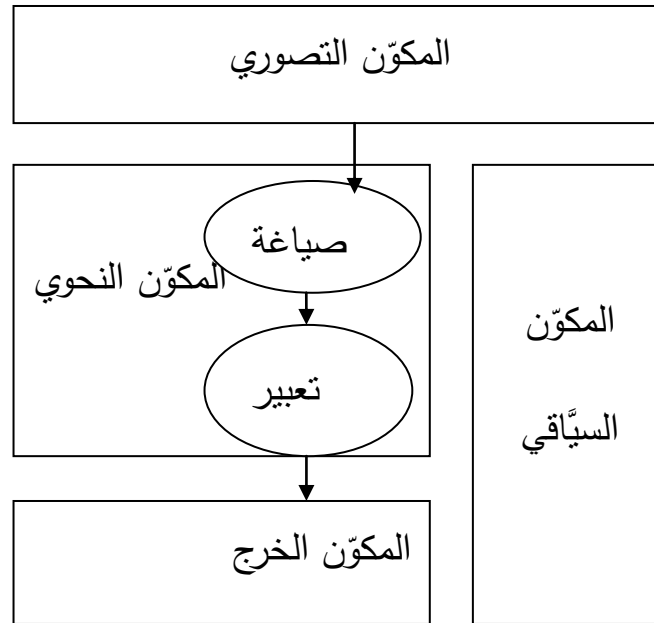 المكوّن التصوري
صياغة
المكوّن النحوي
تعبير
المكوّن
السيَّاقي
المكوّن الخرج